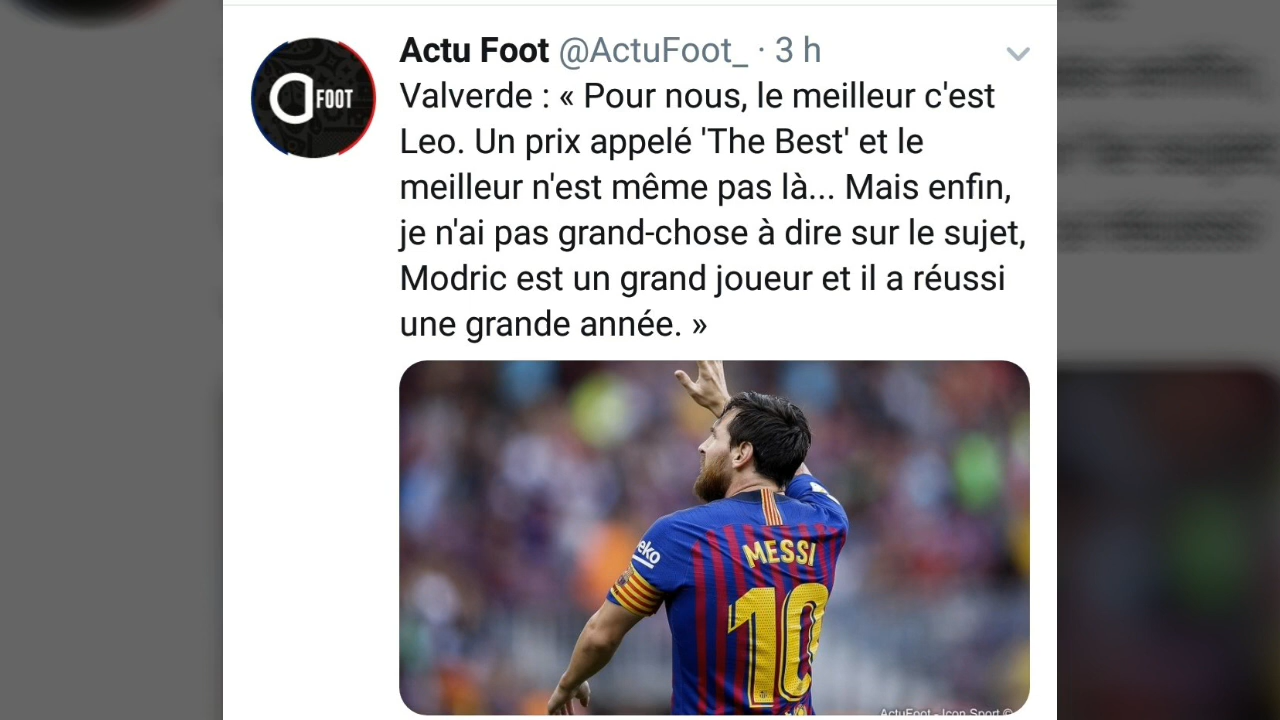 Actu Foot @ActuFoot_ · 3 h
FOOT
Valverde : « Pour nous, le meilleur c'est
Leo. Un prix appelé 'The Best' et le
meilleur n'est même pas là... Mais enfin,
je n'ai pas grand-chose à dire sur le sujet,
Modric est un grand joueur et il a réussi
une grande année. »
beko
MESSI
10
ActuFoot - Icon Sport ©